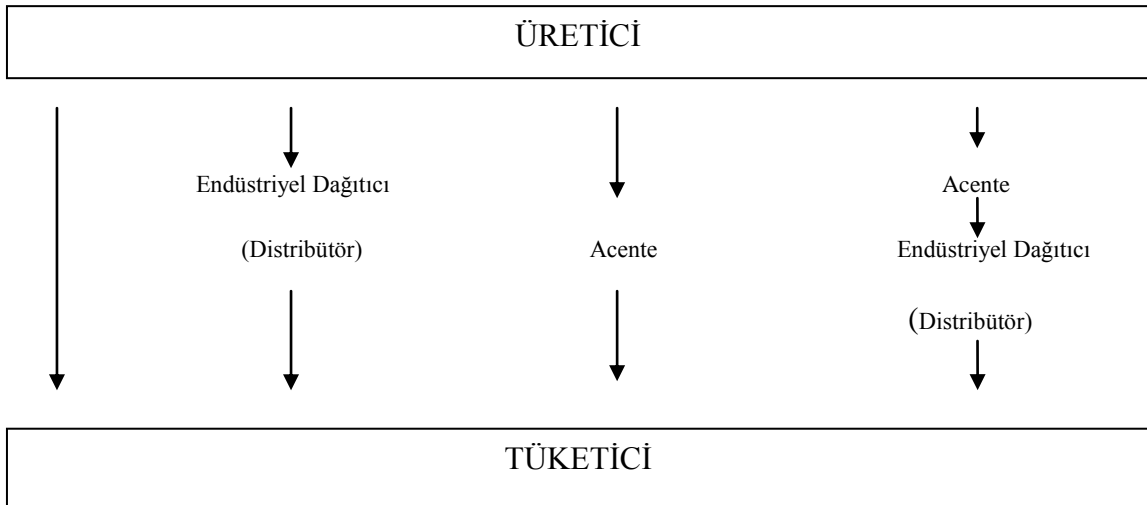 ÜRETİCİ
Endüstriyel Dağıtıcı
(Distribütör)
Acente
Acente
Endüstriyel Dağıtıcı
(Distribütör)
TÜKETİCİ